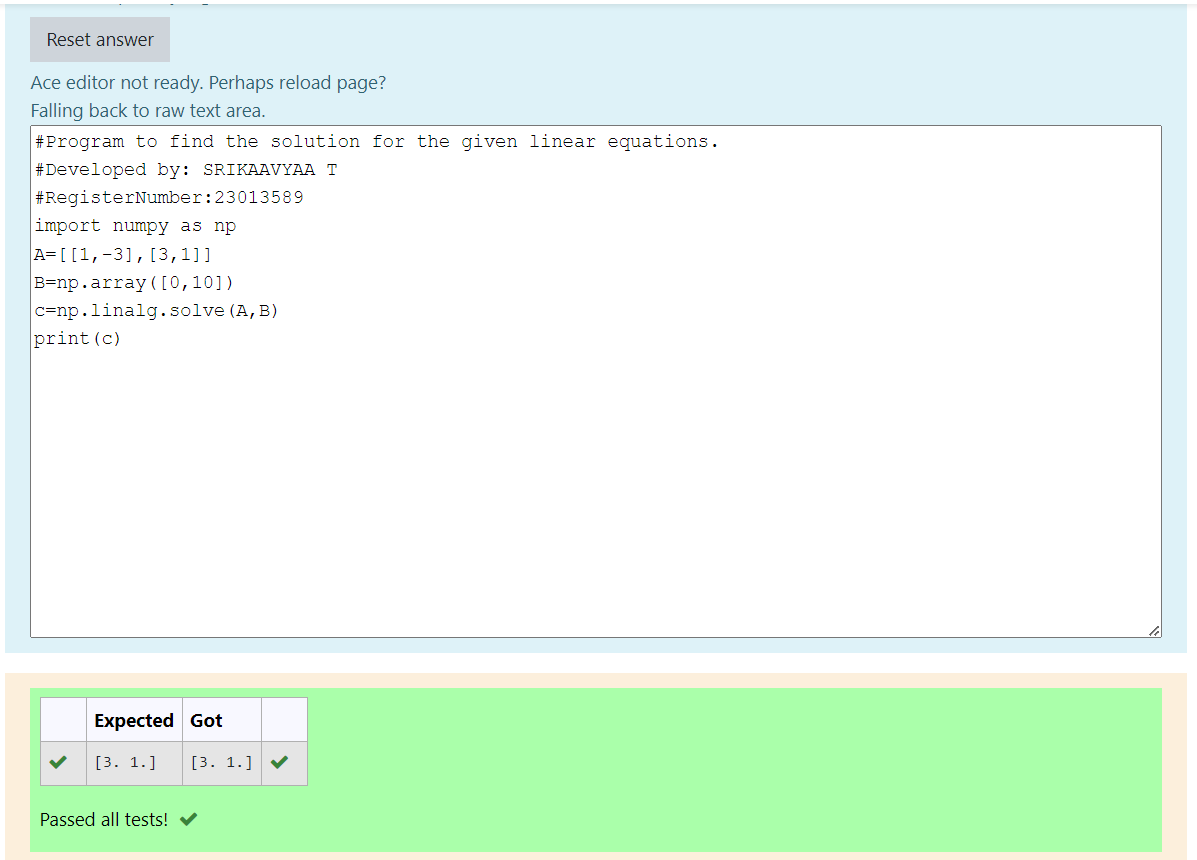 Reset answer
Ace editor not ready. Perhaps reload page?
Falling back to raw text area.
#Program to find the solution for the given linear equations.
#Developed by: SRIKAAVYAA T
#RegisterNumber:23013589
import numpy as np
A=[[1,-3],[3,1]]
B=np.array([0,10])
c=np.linalg.solve(A,B)
print(c)
Expected Got
[3. 1.] [3. 1.]
Passed all tests!